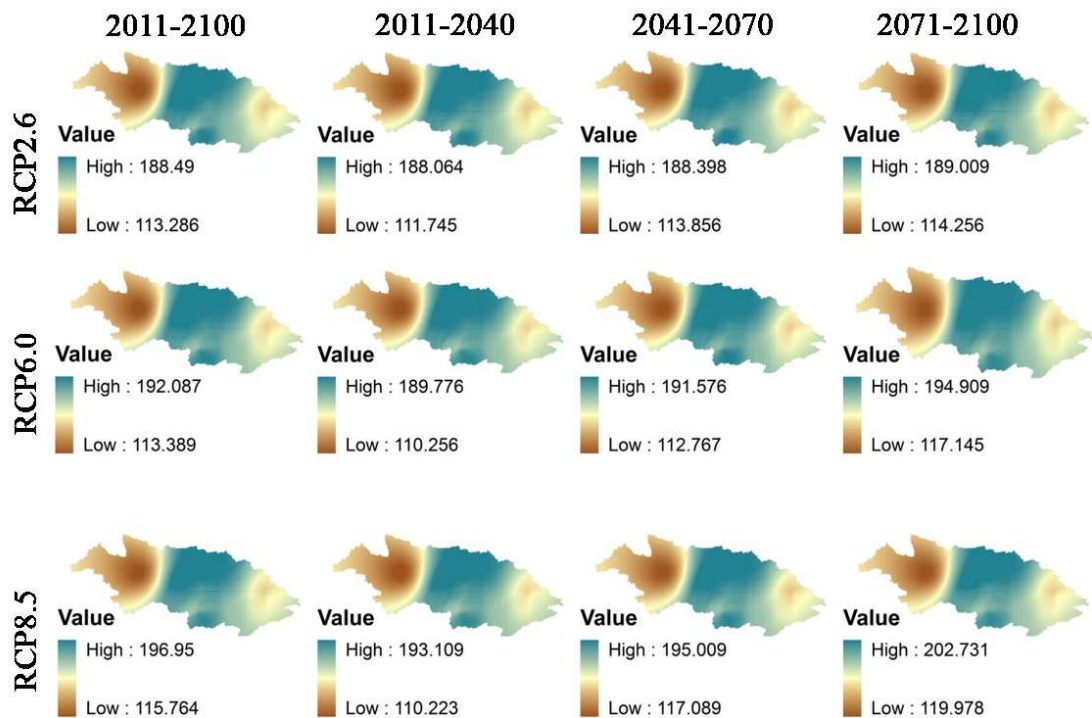 2011-2100 2011-2040 2041-2070 2071-2100
RCP2.6
Value Value Value Value
High : 188.49 High : 188.064 High : 188.398 High : 189.009
Low : 113.286 Low : 111.745 Low : 113.856 Low : 114.256
RCP6.0
Value Value Value Value
High : 192.087 High : 189.776 High : 191.576 High : 194.909
Low : 113.389 Low : 110.256 Low : 112.767 Low : 117.145
RCP8.5
Value Value Value Value
High : 196.95 High : 193.109 High : 195.009 High : 202.731
Low : 115.764 Low : 110.223 Low : 117.089 Low : 119.978